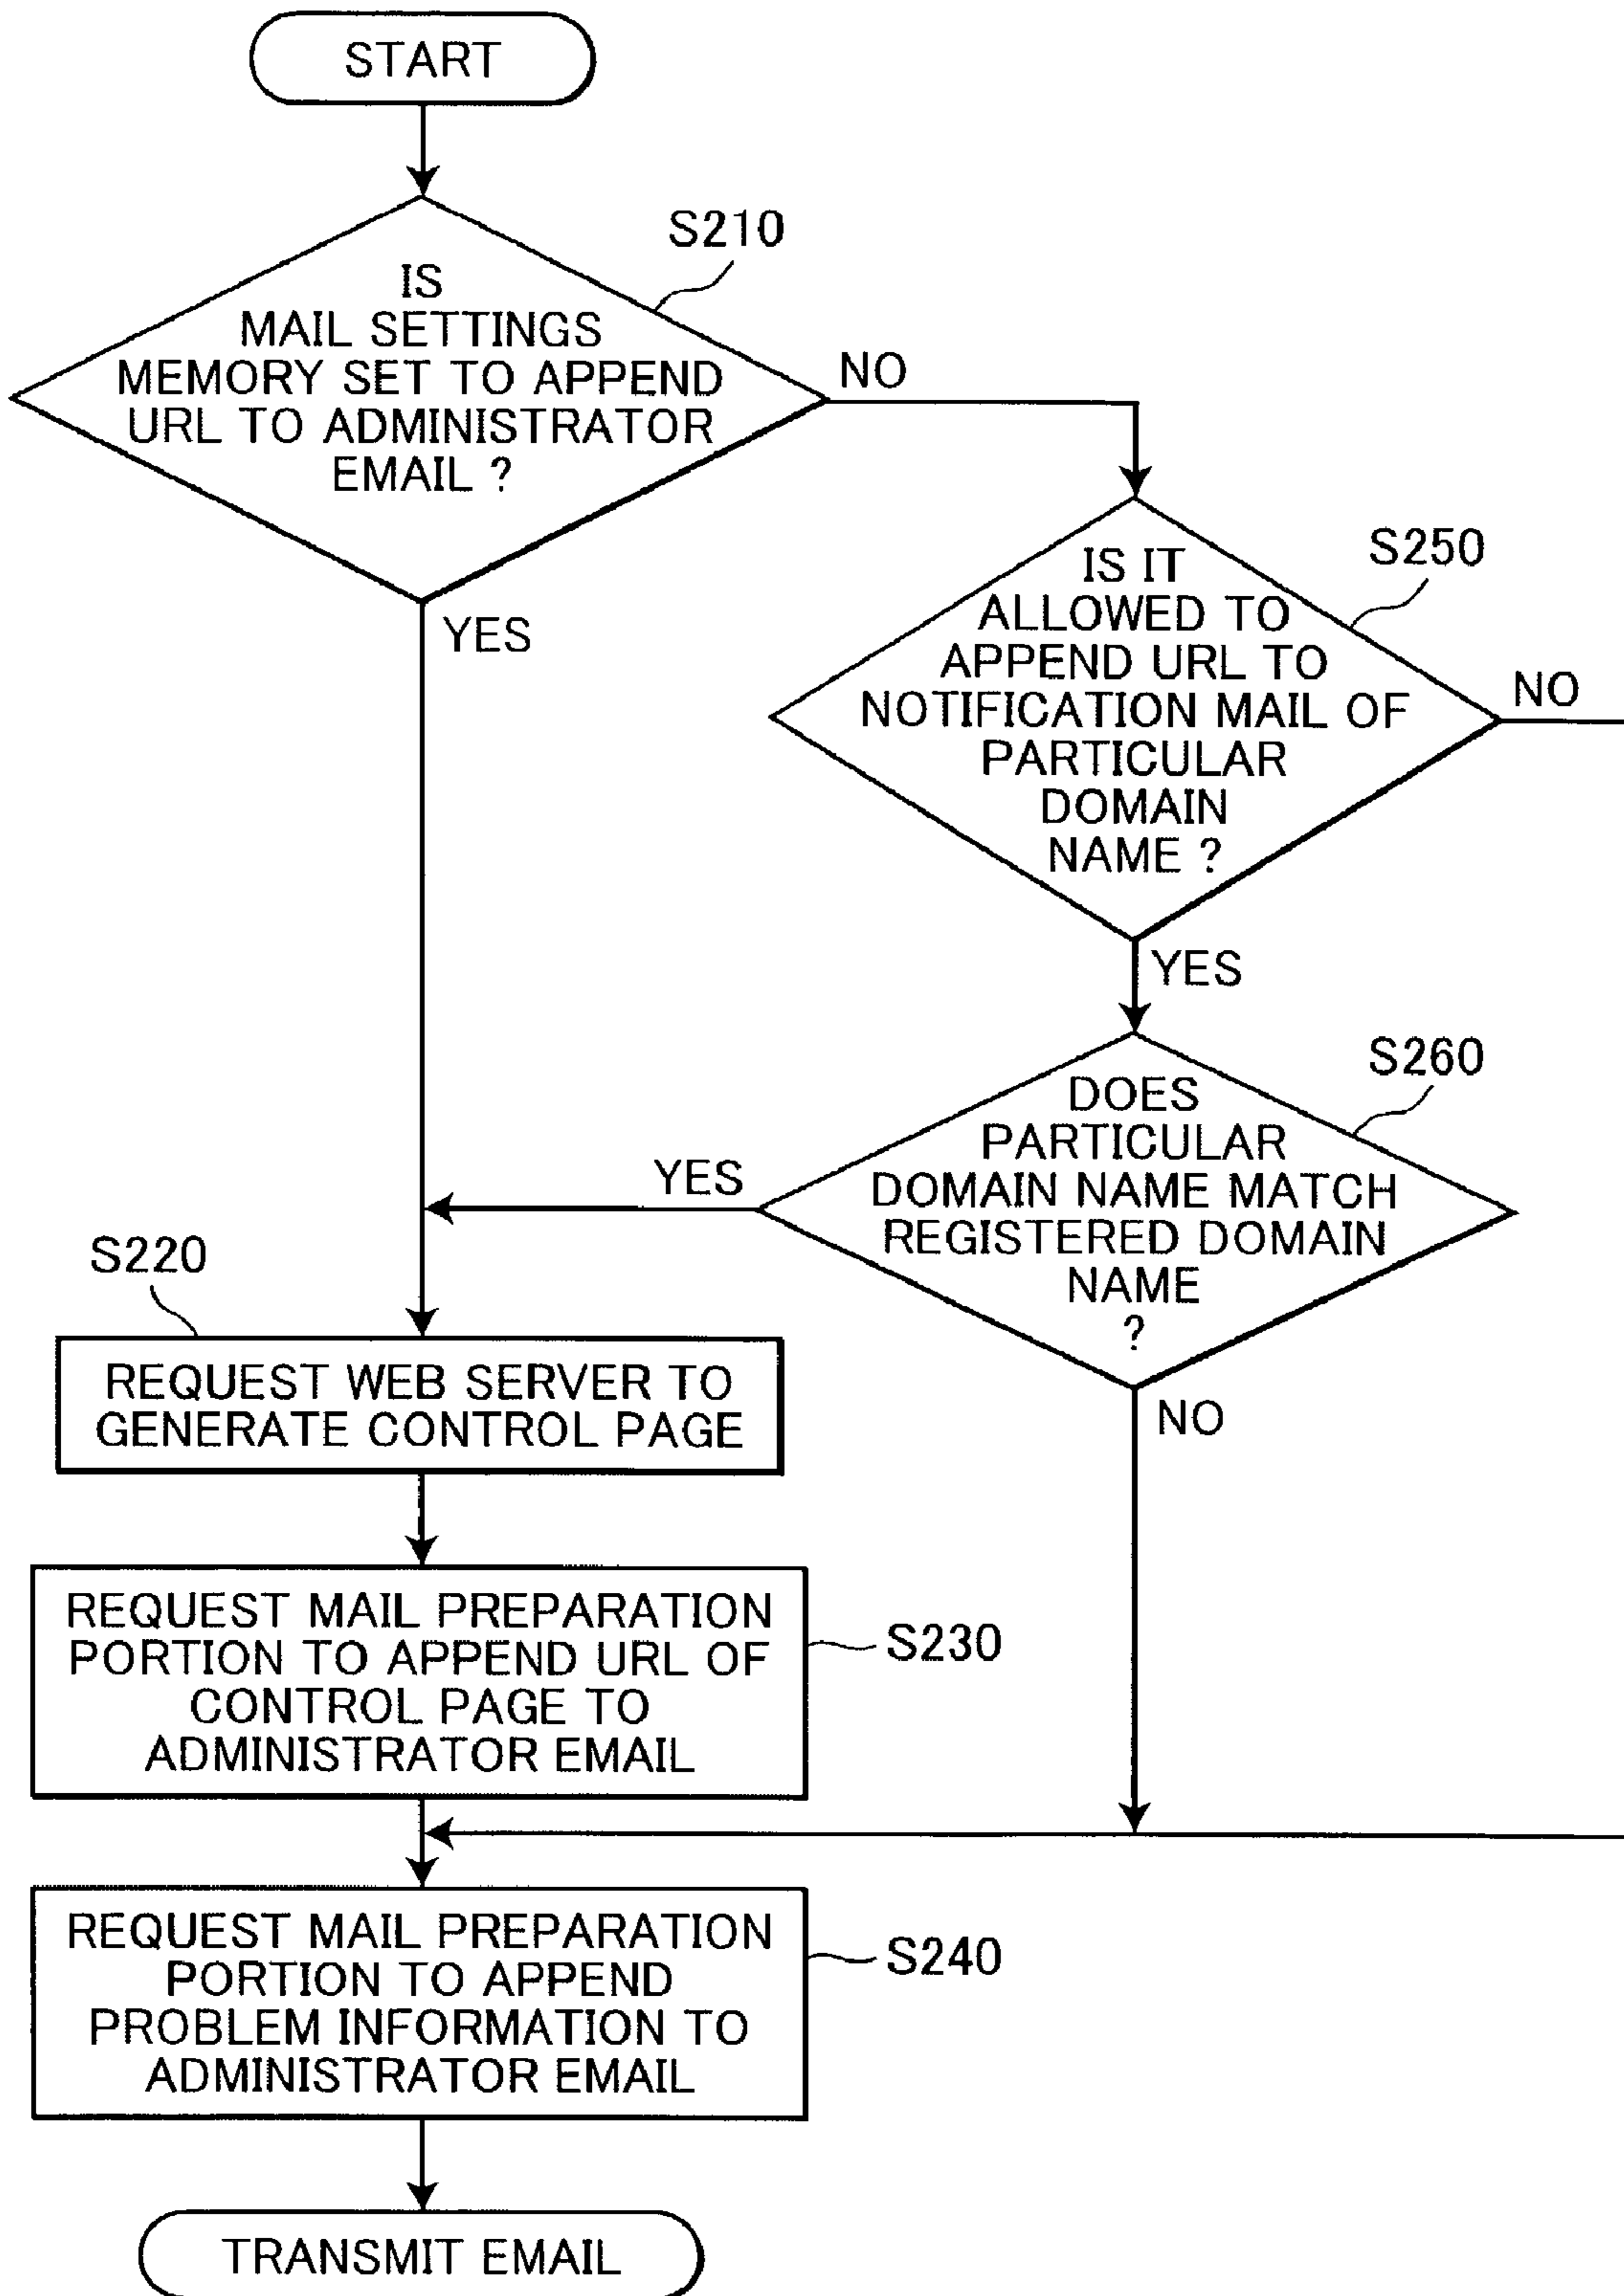 START
S210
IS
MAIL SETTINGS
MEMORY SET TO APPEND
URL TO ADMINISTRATOR
EMAIL ?
NO
YES
S250
IS IT
ALLOWED TO
APPEND URL TO
NOTIFICATION MAIL OF
PARTICULAR
DOMAIN
NAME ?
NO
YES
S260
DOES
PARTICULAR
DOMAIN NAME MATCH
REGISTERED DOMAIN
NAME
?
YES
NO
S220
REQUEST WEB SERVER TO
GENERATE CONTROL PAGE
REQUEST MAIL PREPARATION
PORTION TO APPEND URL OF
CONTROL PAGE TO
ADMINISTRATOR EMAIL
S230
REQUEST MAIL PREPARATION
PORTION TO APPEND
PROBLEM INFORMATION TO
ADMINISTRATOR EMAIL
S240
TRANSMIT EMAIL